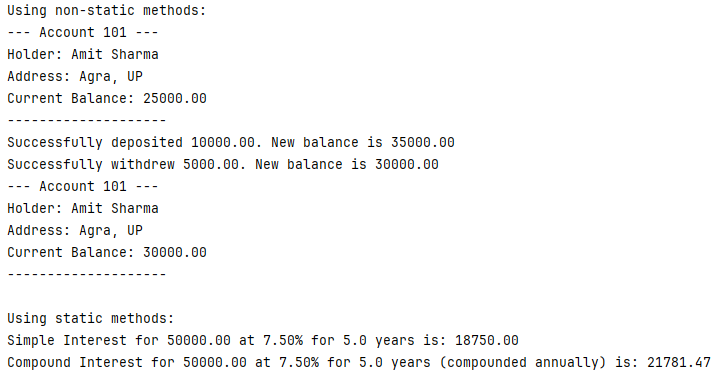 Using non-static methods:
--- Account 101 ---
Holder: Amit Sharma
Address: Agra, UP
Current Balance: 25000.00
--------------------
Successfully deposited 10000.00. New balance is 35000.00
Successfully withdrew 5000.00. New balance is 30000.00
--- Account 101 ---
Holder: Amit Sharma
Address: Agra, UP
Current Balance: 30000.00
--------------------
Using static methods:
Simple Interest for 50000.00 at 7.50% for 5.0 years is: 18750.00
Compound Interest for 50000.00 at 7.50% for 5.0 years (compounded annually) is: 21781.47